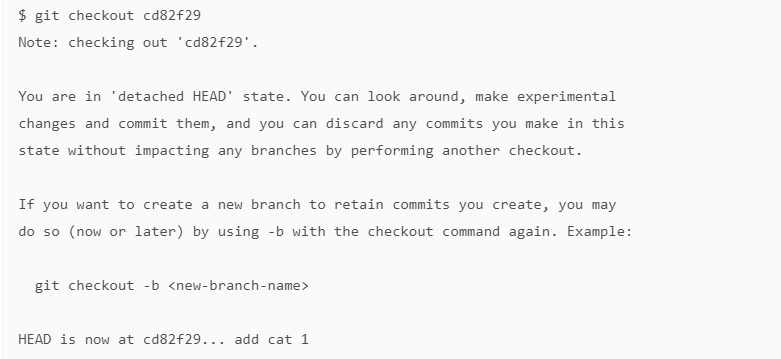 $ git checkout cd82f29
Note: checking out 'cd82f29'.
You are in 'detached HEAD' state. You can look around, make experimental
changes and commit them, and you can discard any commits you make in this
state without impacting any branches by performing another checkout.
If you want to create a new branch to retain commits you create, you may
do so (now or later) by using -b with the checkout command again. Example:
git checkout -b <new-branch-name>
HEAD is now at cd82f29... add cat 1